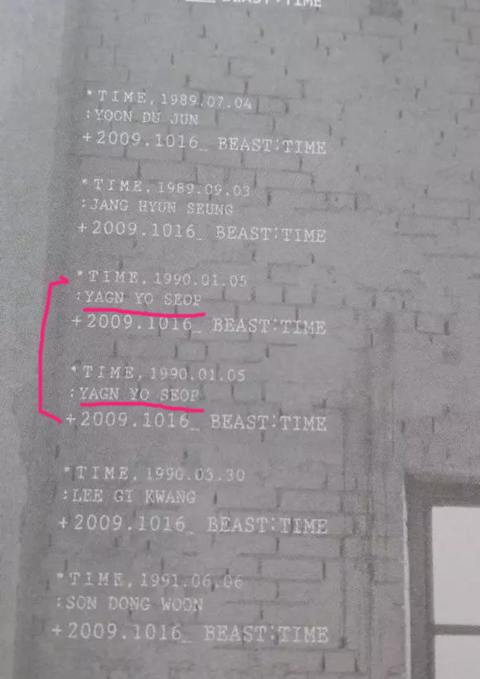 BEAST:TIME
*TIME, 1989.07.04
:YOON DU JUN
+2009.1016_ BEAST:TIME
*TIME, 1989.09.03
:JANG HYUN SEUNG
+2009.1016_ BEAST:TIME
*TIME, 1990.01.05
:YAGN YO SEOP
+2009.1016_ BEAST:TIME
*TIME, 1990.01.05
:YAGN YO SEOP
+2009.1016_ BEAST:TIME
*TIME, 1990.03.30
:LEE GI KWANG
+2009.1016_ BEAST:TIME
*TIME, 1991.06.06
:SON DONG WOON
+2009.1016_ BEAST:TIME